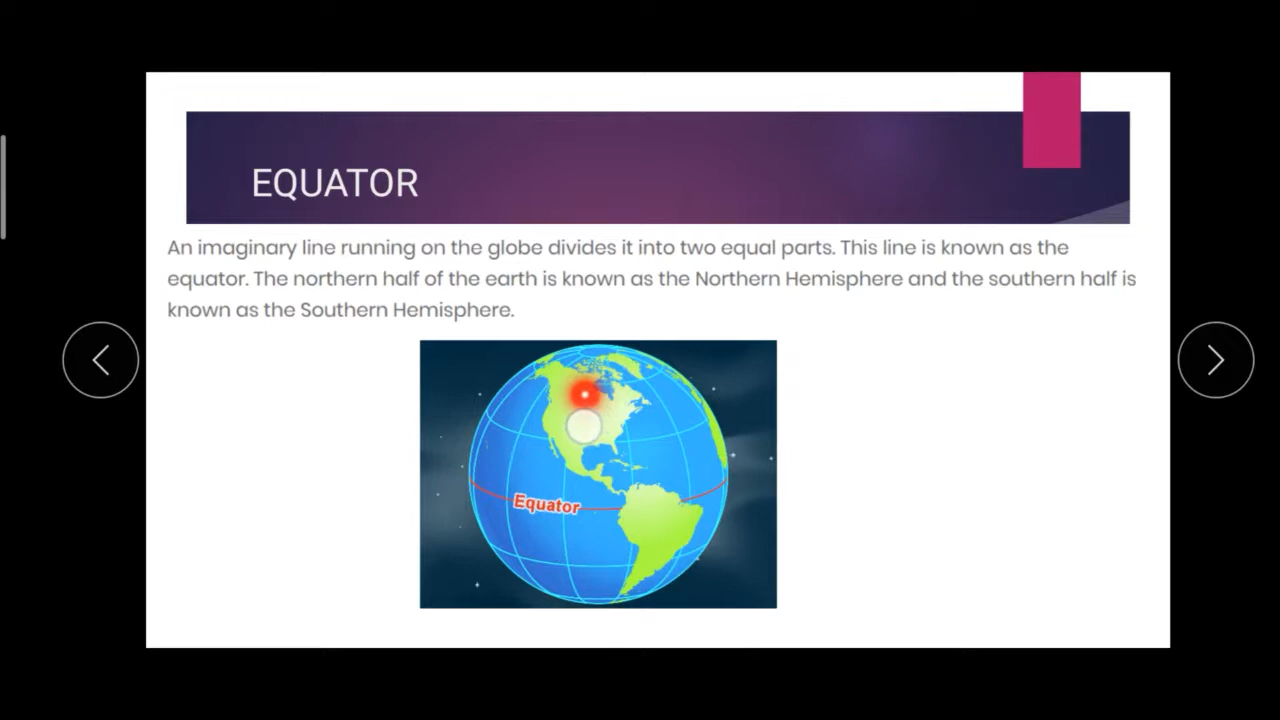 EQUATOR
An imaginary line running on the globe divides it into two equal parts. This line is known as the
equator. The northern half of the earth is known as the Northern Hemisphere and the southern half is
known as the Southern Hemisphere.
Equator